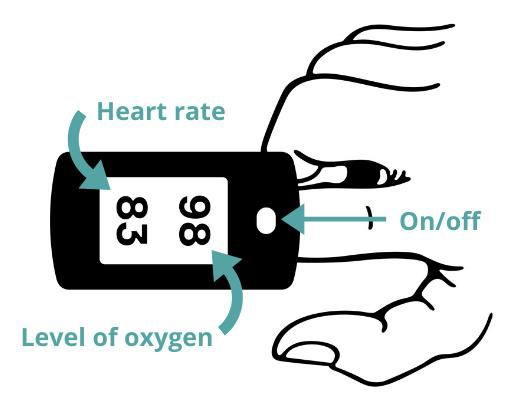 Heart rate
98
83
On/off
Level of oxygen